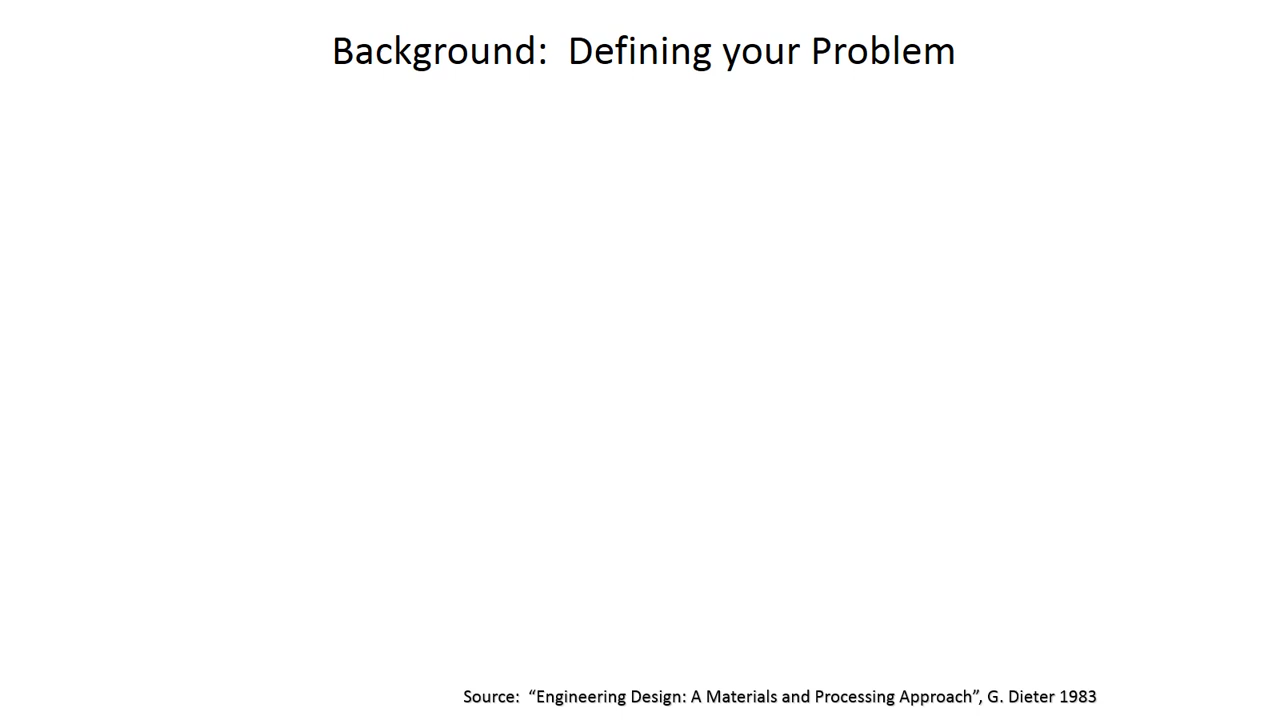 Background:  Defining your Problem
Source:  “Engineering Design: A Materials and Processing Approach”, G. Dieter 1983